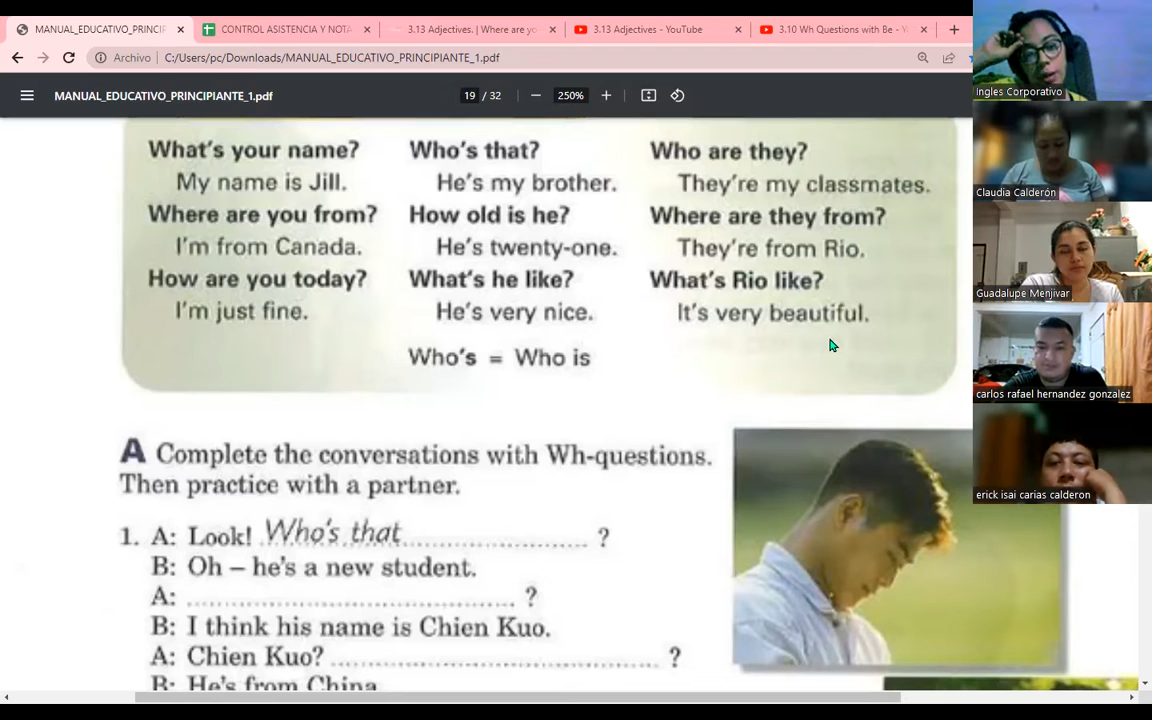 MANUAL_EDUCATIVO_PRINCIP
CONTROL ASISTENCIA Y NOTA
3.13 Adjectives. | Where are yo
3.13 Adjectives - YouTube
3.10 Wh Questions with Be - Y
Archivo
C:/Users/pc/Downloads/MANUAL_EDUCATIVO_PRINCIPIANTE_1.pdf
MANUAL_EDUCATIVO_PRINCIPIANTE_1.pdf
19 / 32
250%
What's your name?
My name is Jill.
Where are you from?
I'm from Canada.
How are you today?
I'm just fine.
Who's that?
He's my brother.
How old is he?
He's twenty-one.
What's he like?
He's very nice.
Who's = Who is
Who are they?
They're my classmates.
Where are they from?
They're from Rio.
What's Rio like?
It's very beautiful.
A Complete the conversations with Wh-questions.
Then practice with a partner.
1. A: Look! Who's that ?
B: Oh – he's a new student.
A: ?
B: I think his name is Chien Kuo.
A: Chien Kuo? ?
B: He's from China
Ingles Corporativo
Claudia Calderón
Guadalupe Menjivar
carlos rafael hernandez gonzalez
erick isai carias calderon